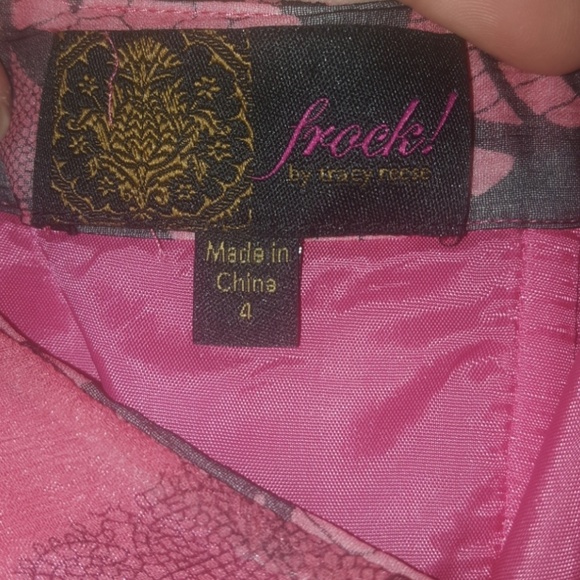 frock!
by tracy reese
Made in
China
4